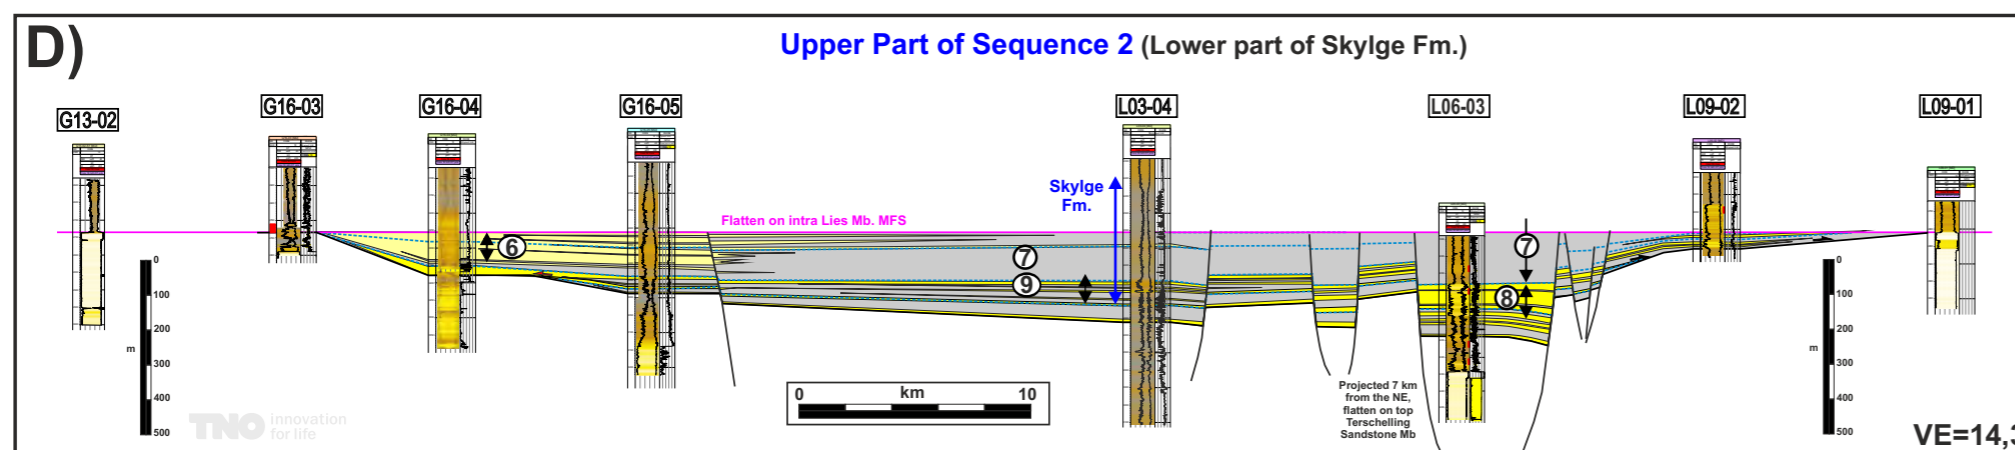 D)
Upper Part of Sequence 2 (Lower part of Skylge Fm.)
G13-02
G16-03
G16-04
G16-05
L03-04
L06-03
L09-02
L09-01
Skylge
Fm.
Flatten on intra Lies Mb. MFS
6
7
7
9
8
0
100
200
m
300
400
500
0
100
200
m
300
400
500
0 km 10
Projected 7 km
from the NE,
flatten on top
Terschelling
Sandstone Mb
TNO innovation
for life
VE=14,3